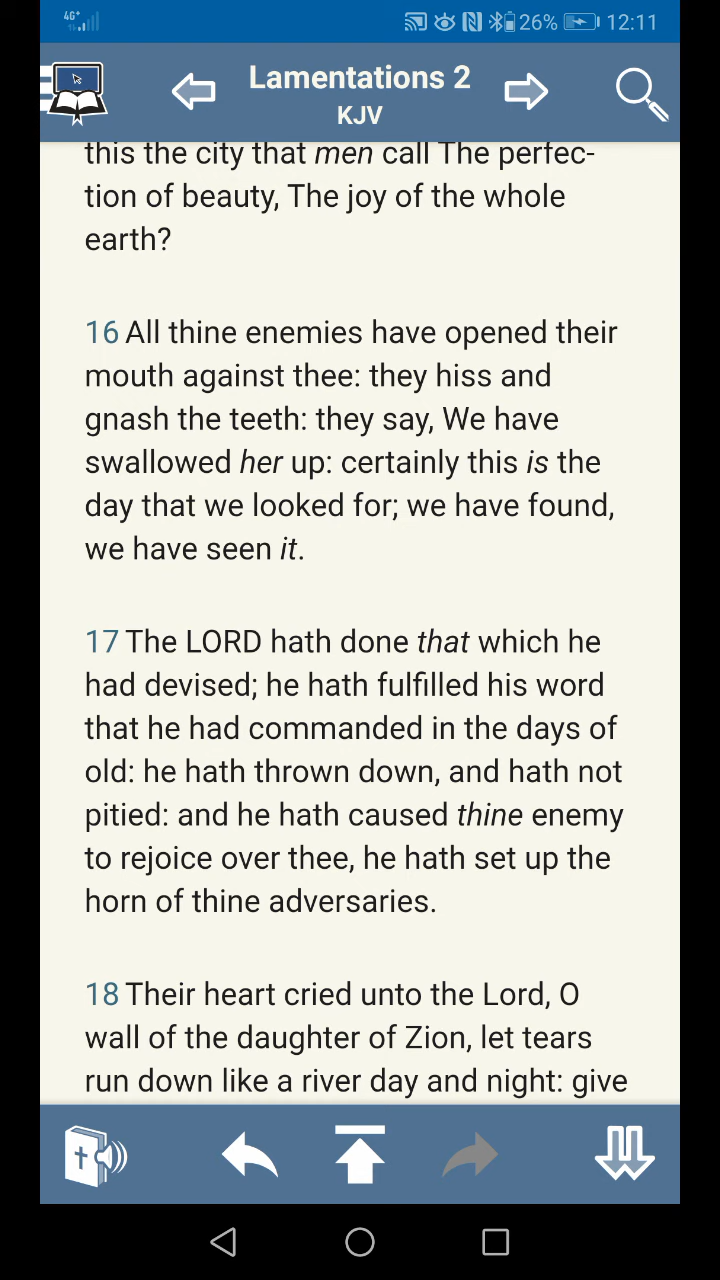 4G+ 26% 12:11
Lamentations 2
KJV
this the city that men call The perfec-
tion of beauty, The joy of the whole
earth?
16 All thine enemies have opened their
mouth against thee: they hiss and
gnash the teeth: they say, We have
swallowed her up: certainly this is the
day that we looked for; we have found,
we have seen it.
17 The LORD hath done that which he
had devised; he hath fulfilled his word
that he had commanded in the days of
old: he hath thrown down, and hath not
pitied: and he hath caused thine enemy
to rejoice over thee, he hath set up the
horn of thine adversaries.
18 Their heart cried unto the Lord, O
wall of the daughter of Zion, let tears
run down like a river day and night: give